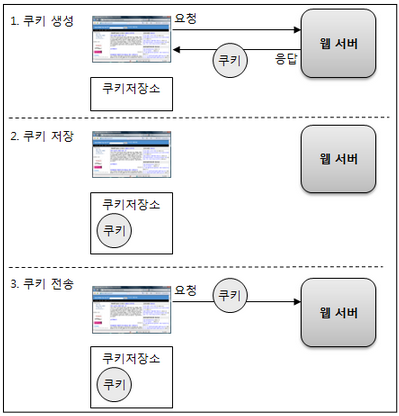 1. 쿠키 생성
요청
웹 서버
쿠키
응답
쿠키저장소
2. 쿠키 저장
웹 서버
쿠키저장소
쿠키
3. 쿠키 전송
요청
쿠키
웹 서버
쿠키저장소
쿠키